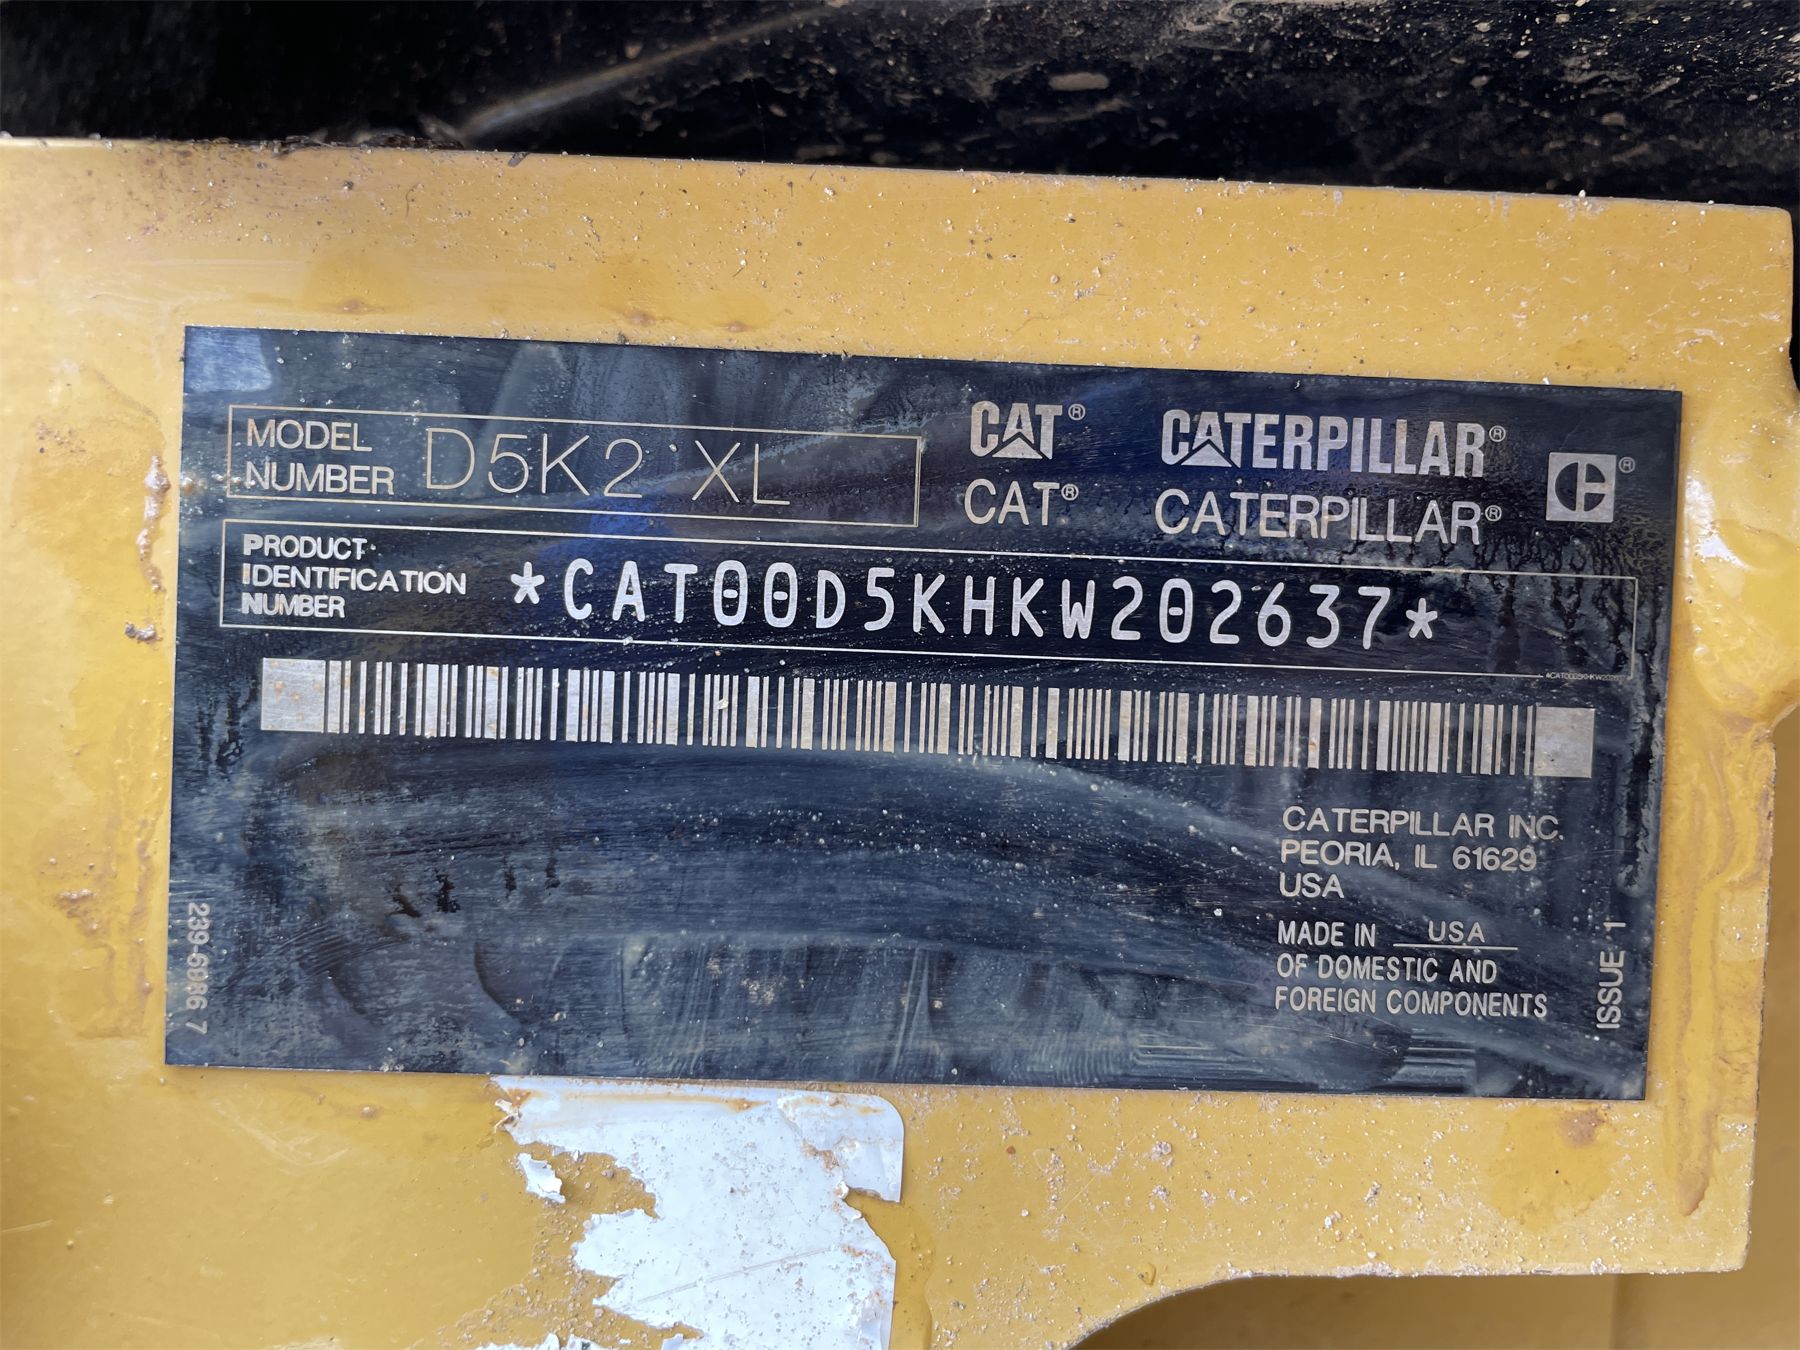 MODEL
NUMBER
D5K2 XL
CAT®
CATERPILLAR®
CAT®
CATERPILLAR®
PRODUCT
IDENTIFICATION
NUMBER
*CAT00D5KHKW202637*
CATERPILLAR INC.
PEORIA, IL 61629
USA
MADE IN USA
OF DOMESTIC AND
FOREIGN COMPONENTS
ISSUE 1
239-6986 7